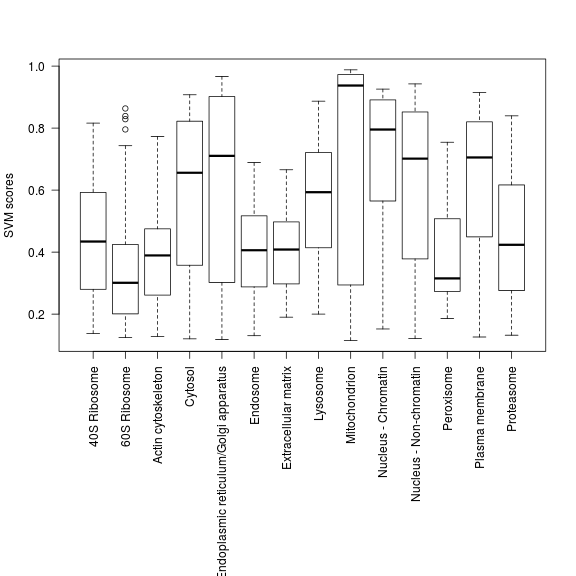 SVM scores
1.0
0.8
0.6
0.4
0.2
40S Ribosome
60S Ribosome
Actin cytoskeleton
Cytosol
Endoplasmic reticulum/Golgi apparatus
Endosome
Extracellular matrix
Lysosome
Mitochondrion
Nucleus - Chromatin
Nucleus - Non-chromatin
Peroxisome
Plasma membrane
Proteasome